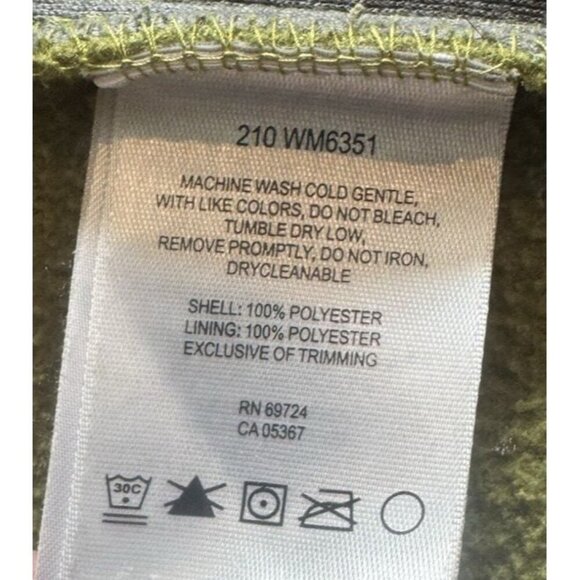 210 WM6351
MACHINE WASH COLD GENTLE,
WITH LIKE COLORS, DO NOT BLEACH,
TUMBLE DRY LOW,
REMOVE PROMPTLY, DO NOT IRON,
DRYCLEANABLE
SHELL: 100% POLYESTER
LINING: 100% POLYESTER
EXCLUSIVE OF TRIMMING
RN 69724
CA 05367
30C